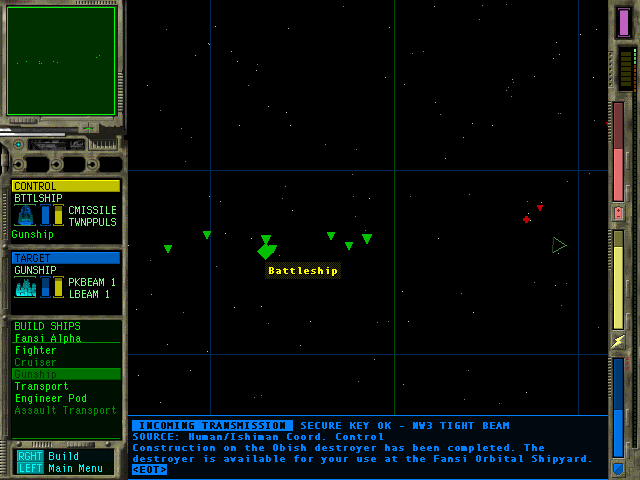 CONTROL
BTTLSHIP
CMISSILE
TWNPPULS
Gunship
TARGET
GUNSHIP
PKBEAM 1
LBEAM 1
BUILD SHIPS
Fansi Alpha
Fighter
Cruiser
Gunship
Transport
Engineer Pod
Assault Transport
RGHT Build
LEFT Main Menu
Battleship
INCOMING TRANSMISSION SECURE KEY OK - NW3 TIGHT BEAM
SOURCE: Human/Ishiman Coord. Control
Construction on the Obish destroyer has been completed. The
destroyer is available for your use at the Fansi Orbital Shipyard.
<EOT>